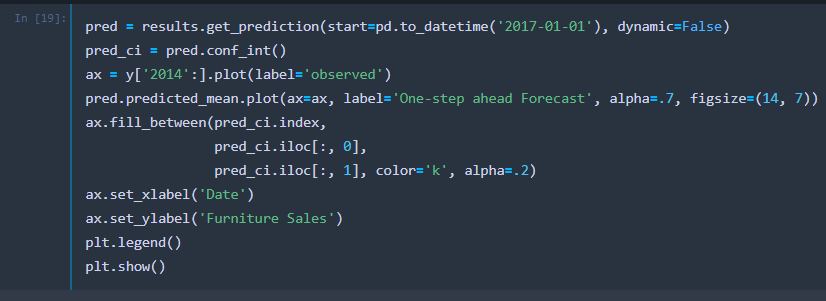 In [19]:
pred = results.get_prediction(start=pd.to_datetime('2017-01-01'), dynamic=False)
pred_ci = pred.conf_int()
ax = y['2014':].plot(label='observed')
pred.predicted_mean.plot(ax=ax, label='One-step ahead Forecast', alpha=.7, figsize=(14, 7))
ax.fill_between(pred_ci.index,
                pred_ci.iloc[:, 0],
                pred_ci.iloc[:, 1], color='k', alpha=.2)
ax.set_xlabel('Date')
ax.set_ylabel('Furniture Sales')
plt.legend()
plt.show()